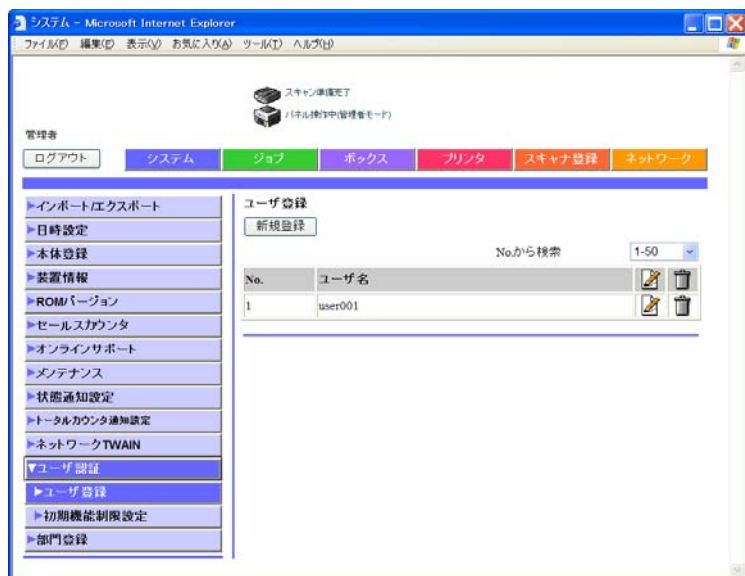 システム - Microsoft Internet Explorer
ファイル(F) 編集(E) 表示(V) お気に入り(A) ツール(T) ヘルプ(H)
スキャン準備完了
パネル操作中(管理者モード)
管理者
ログアウト システム ジョブ ボックス プリンタ スキャナ登録 ネットワーク
インポート/エクスポート
日時設定
本体登録
装置情報
ROMバージョン
セールスカウンタ
オンラインサポート
メンテナンス
状態通知設定
トータルカウンタ通知設定
ネットワークTWAIN
ユーザ認証
ユーザ登録
初期機能制限設定
部門登録
ユーザ登録
新規登録
No.から検索 1-50
No. ユーザ名
1 user001